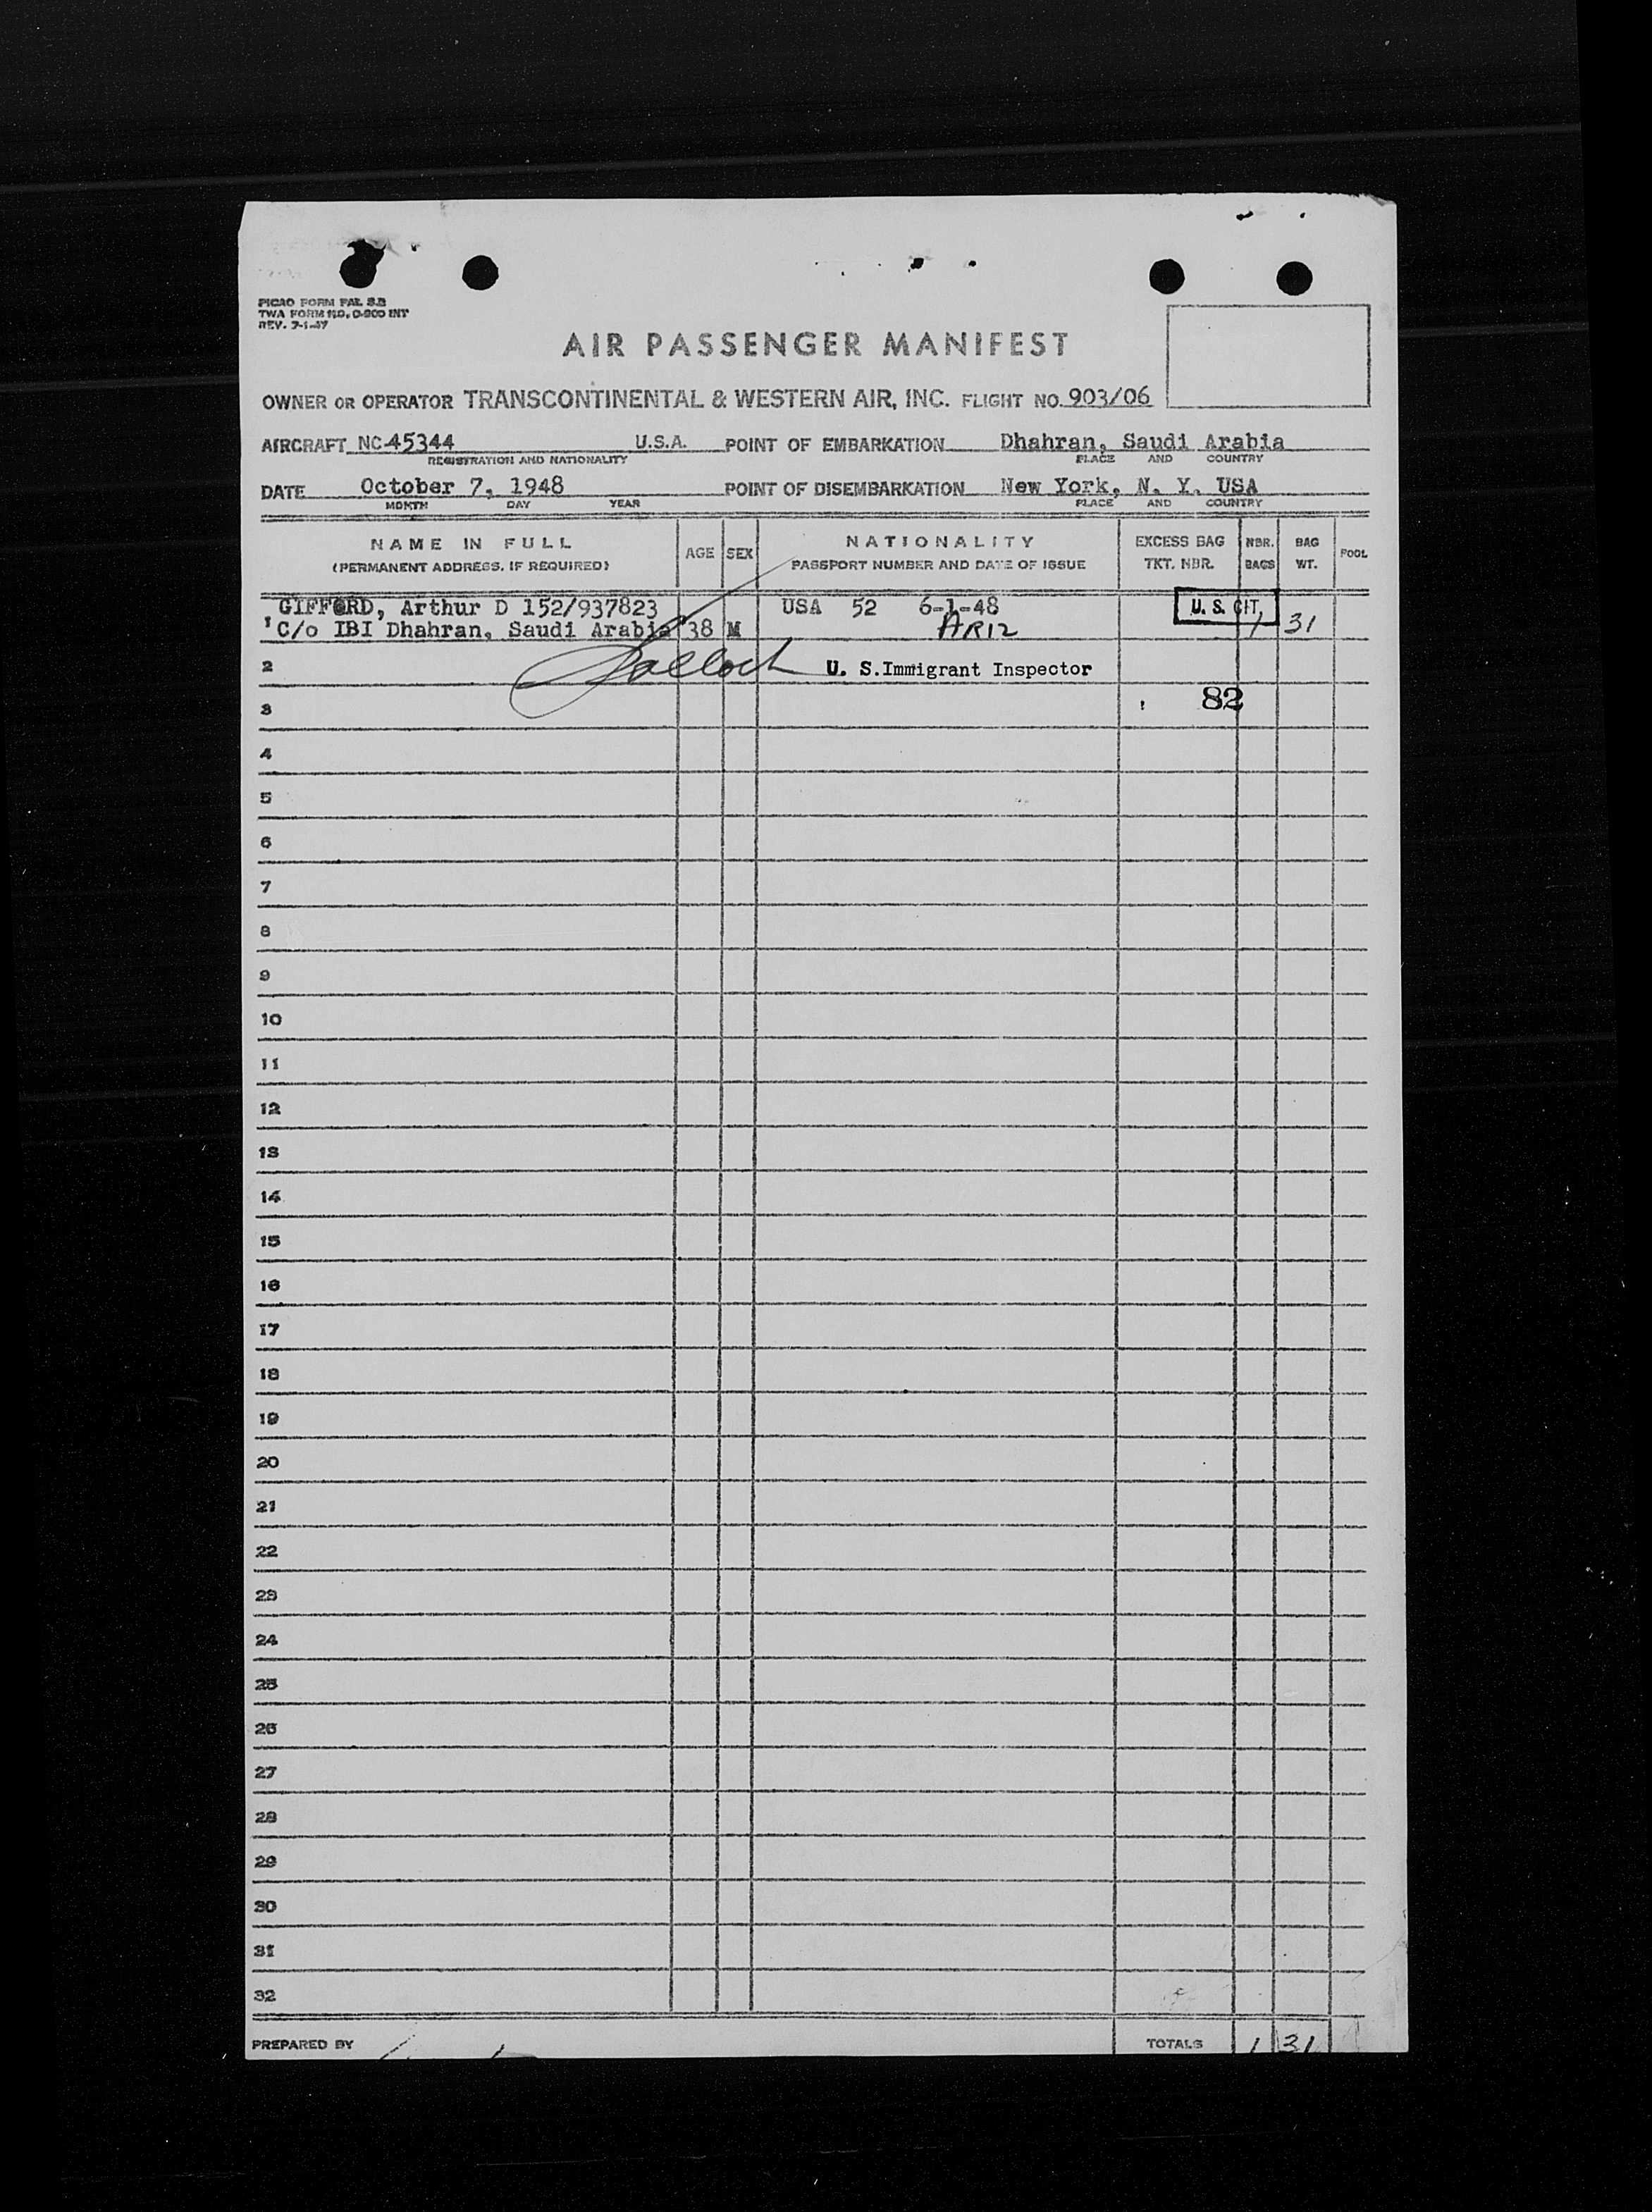 PICAO FORM PAL 8.2
TWA FORM NO. O-900 INT
REV. 7-1-47
AIR PASSENGER MANIFEST
OWNER OR OPERATOR TRANSCONTINENTAL & WESTERN AIR, INC. FLIGHT NO. 903/06
AIRCRAFT NC-45344 U.S.A. POINT OF EMBARKATION Dhahran, Saudi Arabia
REGISTRATION AND NATIONALITY PLACE AND COUNTRY
DATE October 7, 1948 POINT OF DISEMBARKATION New York, N. Y. USA
MONTH DAY YEAR PLACE AND COUNTRY
NAME IN FULL AGE SEX NATIONALITY EXCESS BAG NBR. BAG POOL
(PERMANENT ADDRESS, IF REQUIRED) PASSPORT NUMBER AND DATE OF ISSUE TKT. NBR. BAGS WT.
GIFFORD, Arthur D 152/937823 USA 52 6-1-48 U. S. CIT,
1 C/o IBI Dhahran, Saudi Arabia 38 M AR12 1 31
2 U. S. Immigrant Inspector
3 82
4
5
6
7
8
9
10
11
12
13
14
15
16
17
18
19
20
21
22
23
24
25
26
27
28
29
30
31
32
PREPARED BY TOTALS 1 31